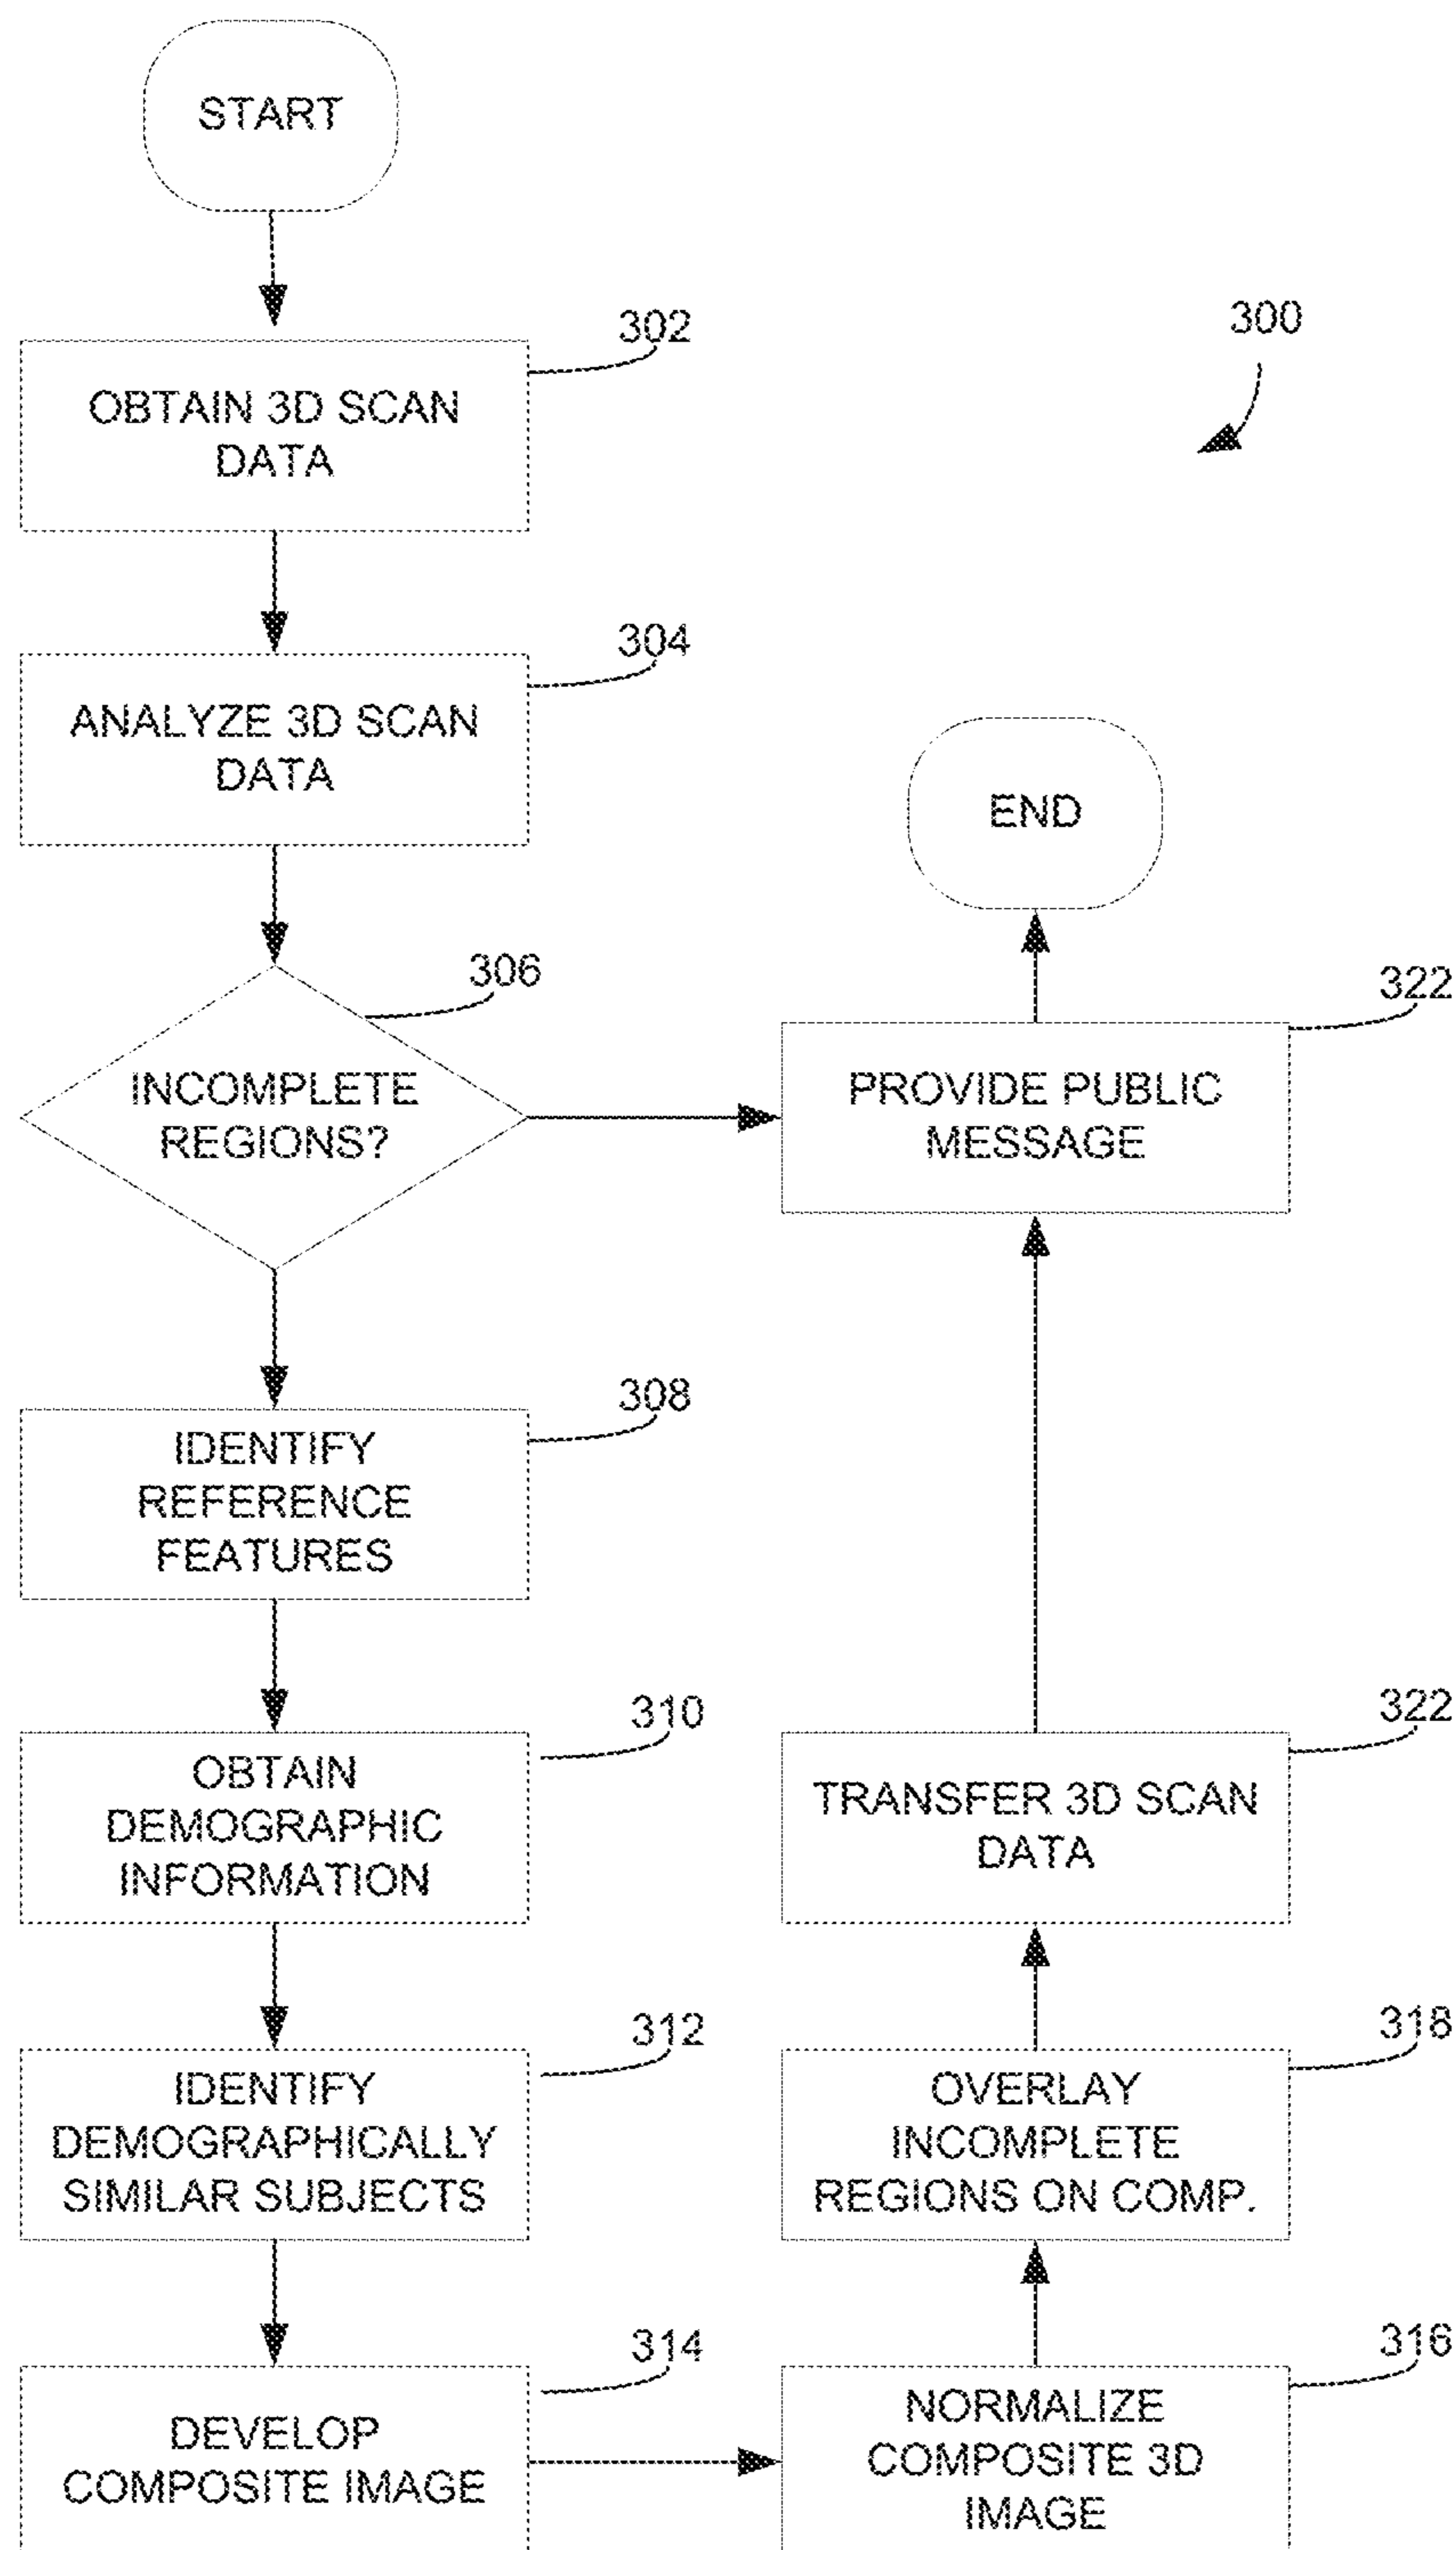 START
300
302
OBTAIN 3D SCAN
DATA
304
ANALYZE 3D SCAN
DATA
END
306
INCOMPLETE
REGIONS?
322
PROVIDE PUBLIC
MESSAGE
308
IDENTIFY
REFERENCE
FEATURES
310
OBTAIN
DEMOGRAPHIC
INFORMATION
322
TRANSFER 3D SCAN
DATA
312
IDENTIFY
DEMOGRAPHICALLY
SIMILAR SUBJECTS
318
OVERLAY
INCOMPLETE
REGIONS ON COMP.
314
DEVELOP
COMPOSITE IMAGE
316
NORMALIZE
COMPOSITE 3D
IMAGE